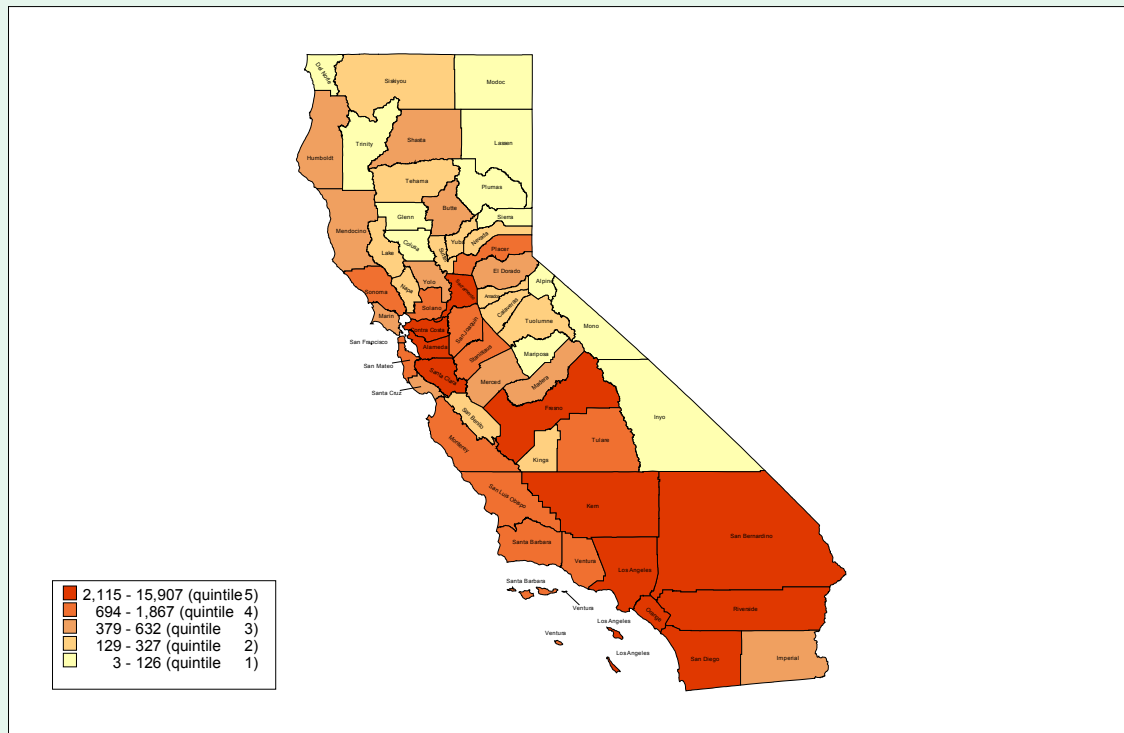 Del Norte
Siskiyou
Modoc
Humboldt
Trinity
Shasta
Lassen
Tehama
Plumas
Mendocino
Glenn
Butte
Sierra
Lake
Colusa
Sutter
Yuba
Nevada
Placer
Sonoma
Napa
Yolo
Sacramento
El Dorado
Alpine
Marin
Solano
Amador
Calaveras
Tuolumne
Mono
Contra Costa
San Joaquin
San Francisco
Alameda
Stanislaus
Mariposa
San Mateo
Santa Clara
Merced
Madera
Santa Cruz
San Benito
Fresno
Inyo
Monterey
Kings
Tulare
San Luis Obispo
Kern
San Bernardino
Santa Barbara
Ventura
Los Angeles
Santa Barbara
Ventura
Los Angeles
Orange
Riverside
Ventura
Los Angeles
San Diego
Imperial
2,115 - 15,907 (quintile 5)
694 - 1,867 (quintile 4)
379 - 632 (quintile 3)
129 - 327 (quintile 2)
3 - 126 (quintile 1)